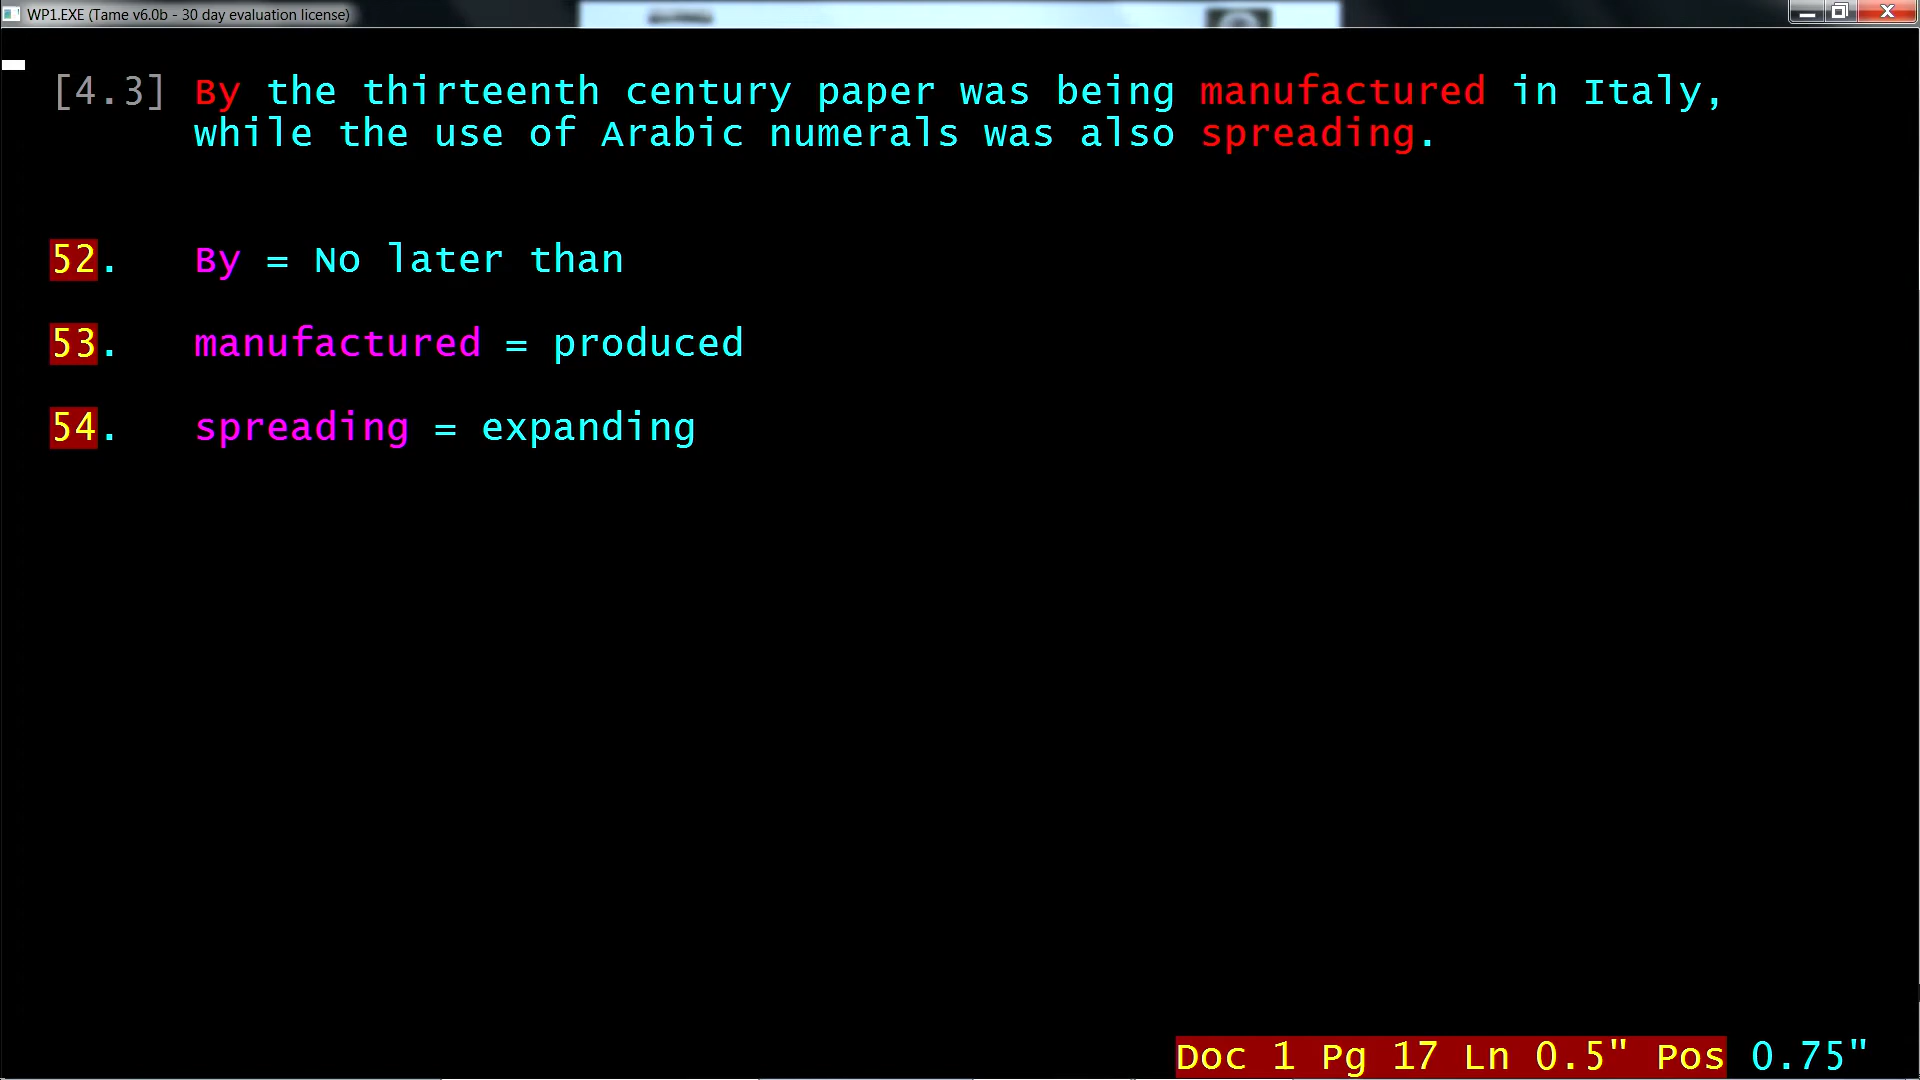 WP1.EXE (Tame v6.0b - 30 day evaluation license)
[4.3] By the thirteenth century paper was being manufactured in Italy,
while the use of Arabic numerals was also spreading.
52. By = No later than
53. manufactured = produced
54. spreading = expanding
Doc 1 Pg 17 Ln 0.5" Pos 0.75"